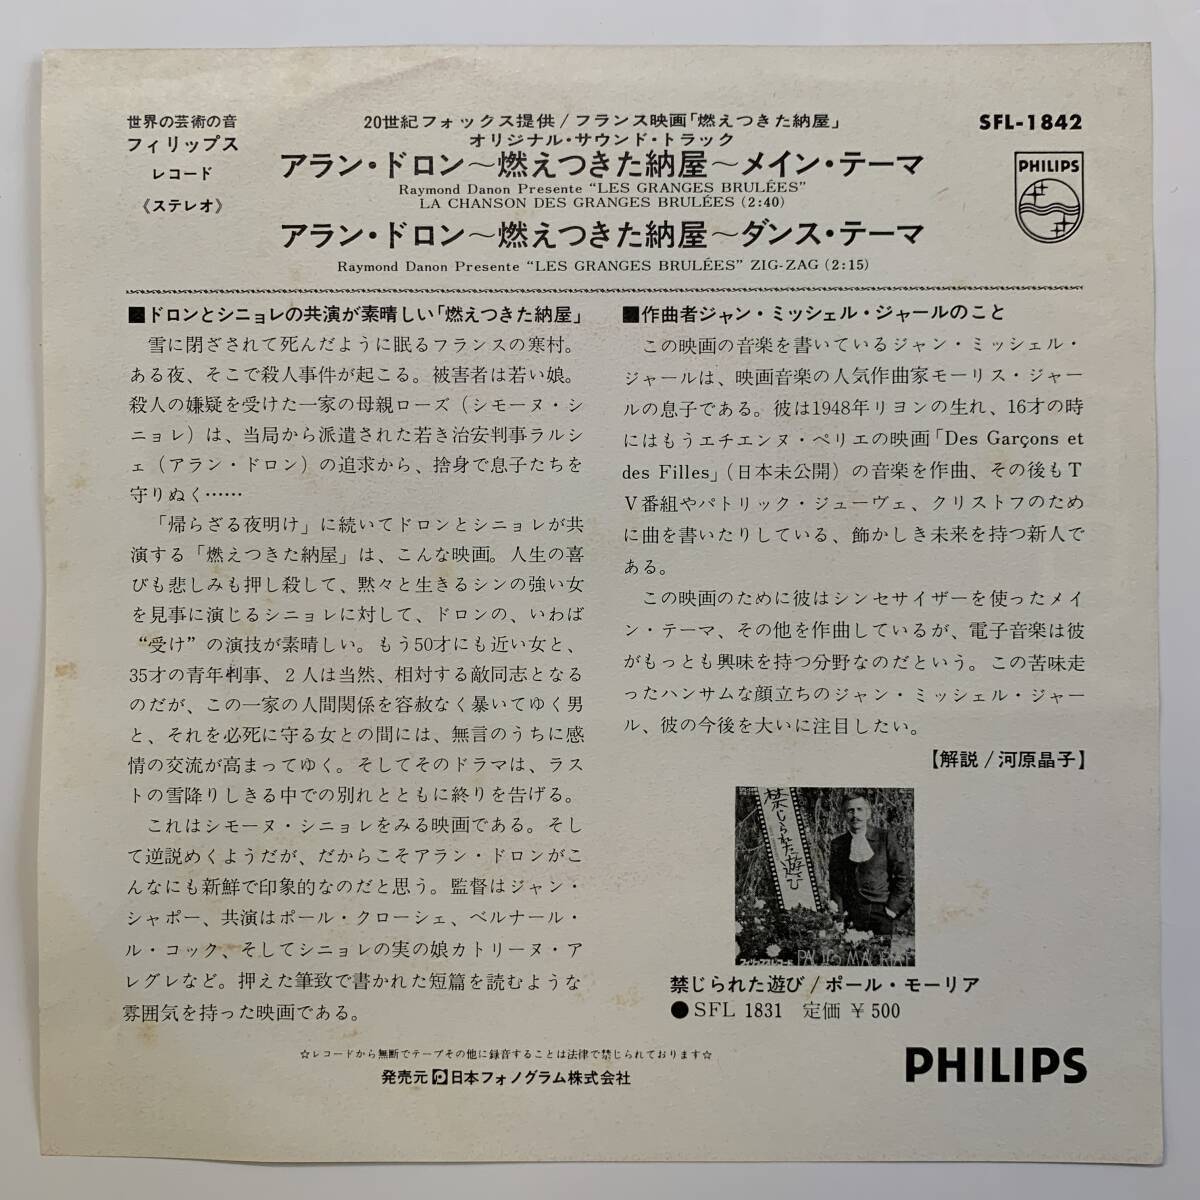 世界の芸術の音
フィリップス
レコード
《ステレオ》
20世紀フォックス提供/フランス映画「燃えつきた納屋」
オリジナル・サウンド・トラック
アラン・ドロン〜燃えつきた納屋〜メイン・テーマ
Raymond Danon Presente "LES GRANGES BRULÉES"
LA CHANSON DES GRANGES BRULÉES (2:40)
アラン・ドロン〜燃えつきた納屋〜ダンス・テーマ
Raymond Danon Presente "LES GRANGES BRULÉES" ZIG-ZAG (2:15)
SFL-1842
PHILIPS
■ドロンとシニョレの共演が素晴しい「燃えつきた納屋」
雪に閉ざされて死んだように眠るフランスの寒村。
ある夜、そこで殺人事件が起こる。被害者は若い娘。
殺人の嫌疑を受けた一家の母親ローズ(シモーヌ・シ
ニョレ)は、当局から派遣された若き治安判事ラルシ
ェ(アラン・ドロン)の追求から、捨身で息子たちを
守りぬく……
「帰らざる夜明け」に続いてドロンとシニョレが共
演する「燃えつきた納屋」は、こんな映画。人生の喜
びも悲しみも押し殺して、黙々と生きるシンの強い女
を見事に演じるシニョレに対して、ドロンの、いわば
"受け"の演技が素晴しい。もう50才にも近い女と、
35才の青年判事、2人は当然、相対する敵同志となる
のだが、この一家の人間関係を容赦なく暴いてゆく男
と、それを必死に守る女との間には、無言のうちに感
情の交流が高まってゆく。そしてそのドラマは、ラス
トの雪降りしきる中での別れとともに終りを告げる。
これはシモーヌ・シニョレをみる映画である。そし
て逆説めくようだが、だからこそアラン・ドロンがこ
んなにも新鮮で印象的なのだと思う。監督はジャン・
シャポー、共演はポール・クローシェ、ベルナール・
ル・コック、そしてシニョレの実の娘カトリーヌ・ア
レグレなど。押えた筆致で書かれた短篇を読むような
雰囲気を持った映画である。
■作曲者ジャン・ミッシェル・ジャールのこと
この映画の音楽を書いているジャン・ミッシェル・
ジャールは、映画音楽の人気作曲家モーリス・ジャー
ルの息子である。彼は1948年リヨンの生れ、16才の時
にはもうエチエンヌ・ペリエの映画「Des Garçons et
des Filles」(日本未公開)の音楽を作曲、その後もT
V番組やパトリック・ジューヴェ、クリストフのため
に曲を書いたりしている、飾かしき未来を持つ新人で
ある。
この映画のために彼はシンセサイザーを使ったメイ
ン・テーマ、その他を作曲しているが、電子音楽は彼
がもっとも興味を持つ分野なのだという。この苦味走
ったハンサムな顔立ちのジャン・ミッシェル・ジャー
ル、彼の今後を大いに注目したい。
【解説/河原晶子】
禁じられた遊び
フィリップス・レコード
PAUL MAURIAT
禁じられた遊び/ポール・モーリア
●SFL 1831 定価 ¥500
☆レコードから無断でテープその他に録音することは法律で禁じられております☆
発売元 日本フォノグラム株式会社
PHILIPS